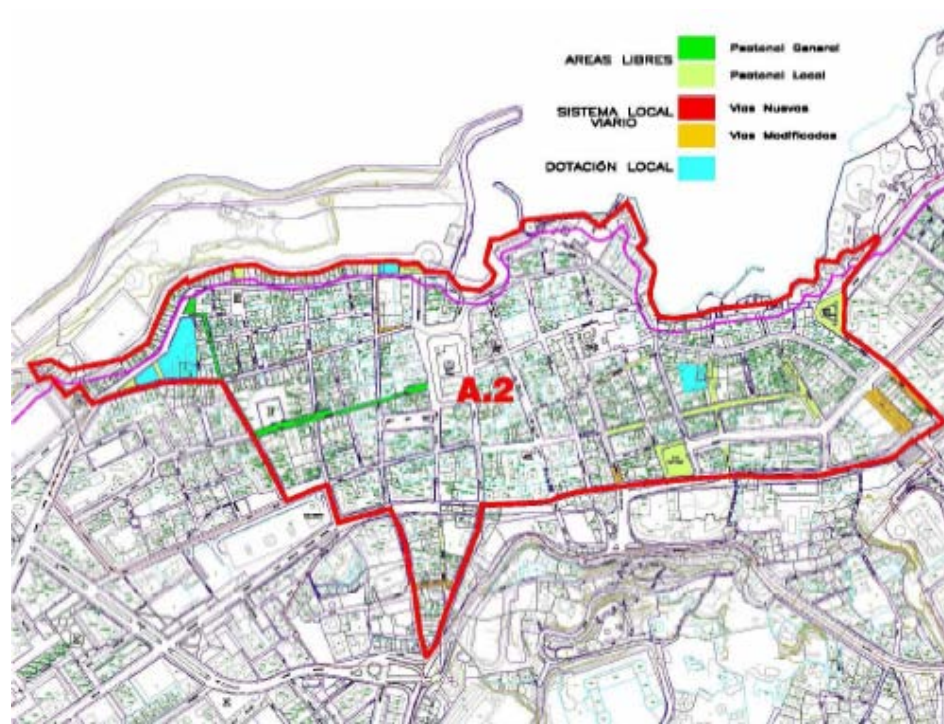 AREAS LIBRES
Peatonal General
Peatonal Local
SISTEMA LOCAL
VIARIO
Vias Nuevas
Vias Modificadas
DOTACIÓN LOCAL
A.2